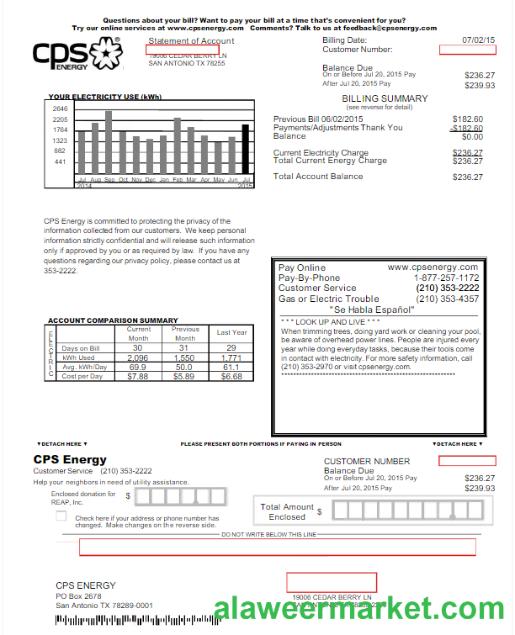 Questions about your bill? Want to pay your bill at a time that's convenient for you?
Try our online services at www.cpsenergy.com Comments? Talk to us at feedback@cpsenergy.com
cps
ENERGY
Statement of Account
19006 CEDAR BERRY LN
SAN ANTONIO TX 78255
Billing Date: 07/02/15
Customer Number:
Balance Due
On or Before Jul 20, 2015 Pay $236.27
After Jul 20, 2015 Pay $239.93
YOUR ELECTRICITY USE (kWh)
2646
2205
1764
1323
882
441
Jul Aug Sep Oct Nov Dec Jan Feb Mar Apr May Jun Jul
2014 2015
BILLING SUMMARY
(see reverse for detail)
Previous Bill 06/02/2015 $182.60
Payments/Adjustments Thank You -$182.60
Balance $0.00
Current Electricity Charge $236.27
Total Current Energy Charge $236.27
Total Account Balance $236.27
CPS Energy is committed to protecting the privacy of the
information collected from our customers. We keep personal
information strictly confidential and will release such information
only if approved by you or as required by law. If you have any
questions regarding our privacy policy, please contact us at
353-2222.
Pay Online www.cpsenergy.com
Pay-By-Phone 1-877-257-1172
Customer Service (210) 353-2222
Gas or Electric Trouble (210) 353-4357
"Se Habla Español"
* * * LOOK UP AND LIVE * * *
When trimming trees, doing yard work or cleaning your pool,
be aware of overhead power lines. People are injured every
year while doing everyday tasks, because their tools come
in contact with electricity. For more safety information, call
(210) 353-2970 or visit cpsenergy.com.
ACCOUNT COMPARISON SUMMARY
ELECTRIC
Current Month Previous Month Last Year
Days on Bill 30 31 29
kWh Used 2,096 1,550 1,771
Avg. kWh/Day 69.9 50.0 61.1
Cost per Day $7.88 $5.89 $6.68
▼DETACH HERE▼ PLEASE PRESENT BOTH PORTIONS IF PAYING IN PERSON ▼DETACH HERE▼
CPS Energy
Customer Service (210) 353-2222
Help your neighbors in need of utility assistance.
Enclosed donation for
REAP, Inc. $
Check here if your address or phone number has
changed. Make changes on the reverse side.
CUSTOMER NUMBER
Balance Due
On or Before Jul 20, 2015 Pay $236.27
After Jul 20, 2015 Pay $239.93
Total Amount
Enclosed $
DO NOT WRITE BELOW THIS LINE
CPS ENERGY
PO Box 2678
San Antonio TX 78289-0001
19006 CEDAR BERRY LN
alaweermarket.com